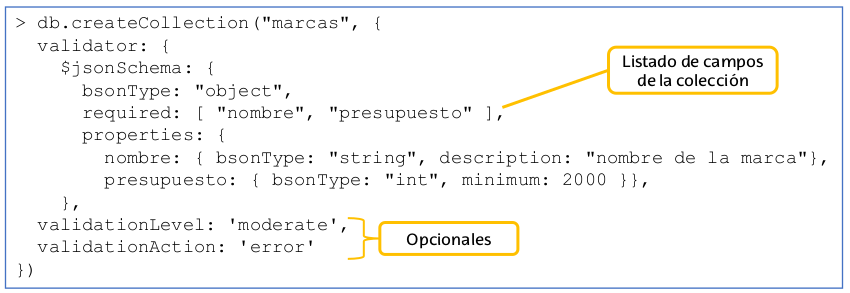 > db.createCollection("marcas", {
validator: {
$jsonSchema: {
bsonType: "object",
required: [ "nombre", "presupuesto" ],
properties: {
nombre: { bsonType: "string", description: "nombre de la marca"},
presupuesto: { bsonType: "int", minimum: 2000 }},
},
validationLevel: 'moderate',
validationAction: 'error'
})
Listado de campos
de la colección
Opcionales